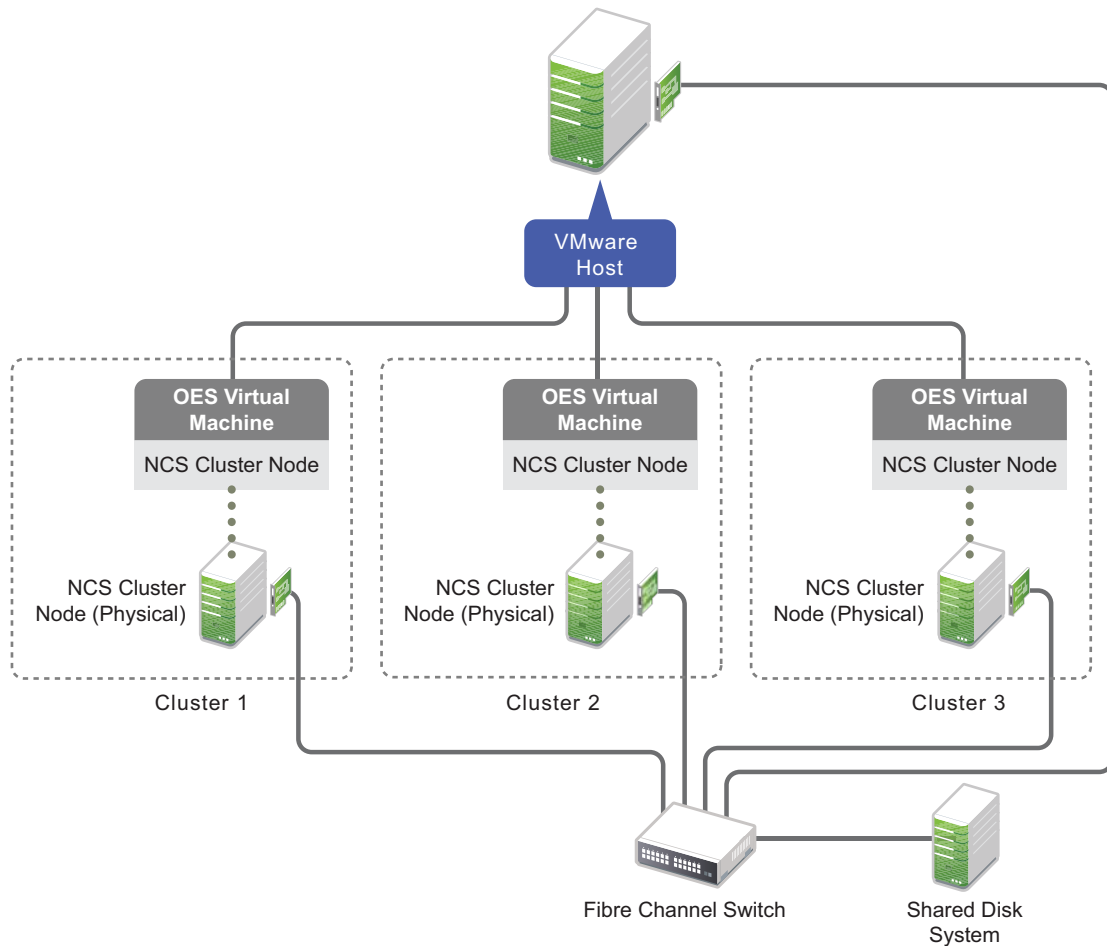 VMware
Host
OES Virtual
Machine
NCS Cluster Node
NCS Cluster
Node (Physical)
Cluster 1
OES Virtual
Machine
NCS Cluster Node
NCS Cluster
Node (Physical)
Cluster 2
OES Virtual
Machine
NCS Cluster Node
NCS Cluster
Node (Physical)
Cluster 3
Fibre Channel Switch
Shared Disk
System